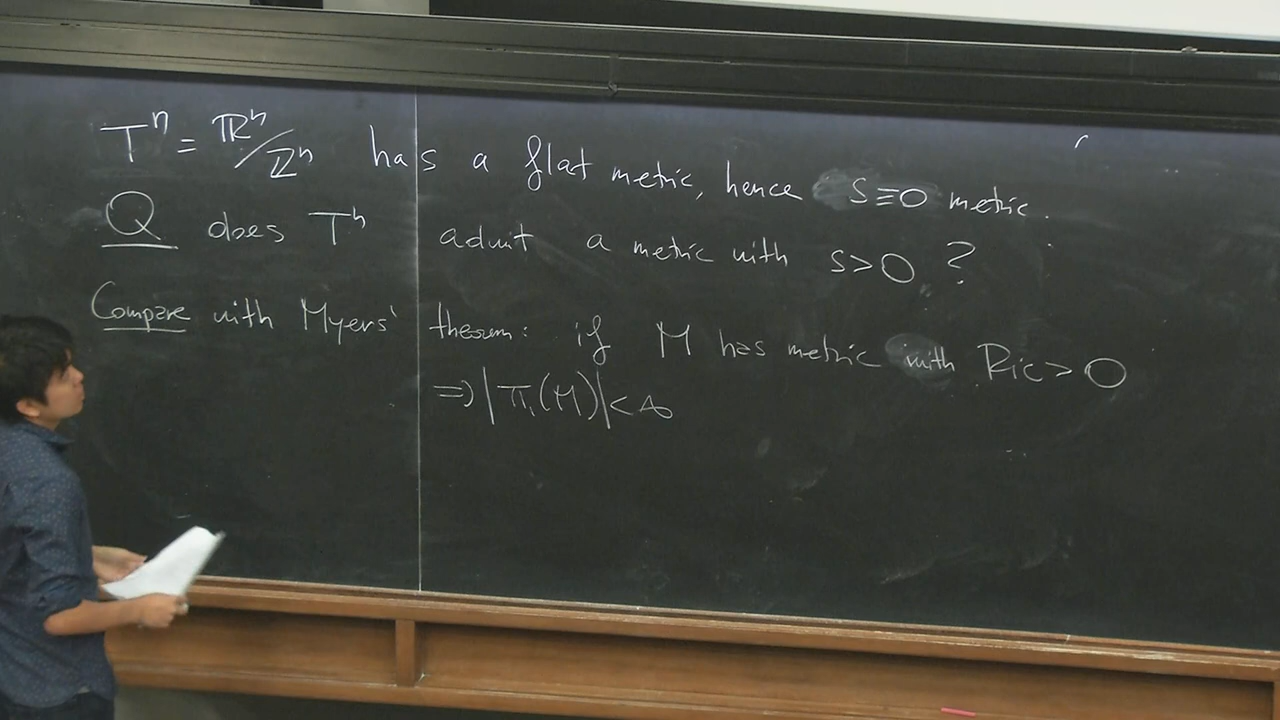 Tⁿ = ℝⁿ/ℤⁿ has a flat metric, hence s≡0 metric.
Q does Tⁿ admit a metric with s>0 ?
Compare with Myers' theorem: if M has metric with Ric>0
⇒ |π₁(M)|<∞